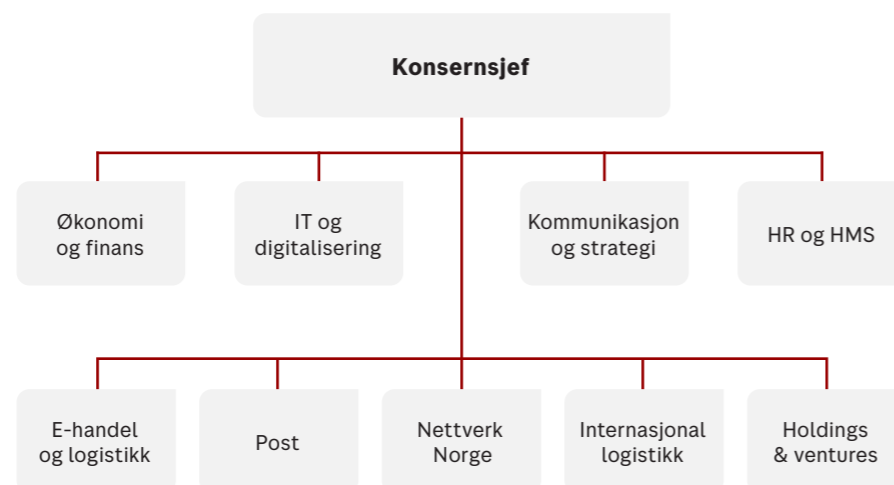 Konsernsjef
Økonomi
og finans
IT og
digitalisering
Kommunikasjon
og strategi
HR og HMS
E-handel
og logistikk
Post
Nettverk
Norge
Internasjonal
logistikk
Holdings
& ventures